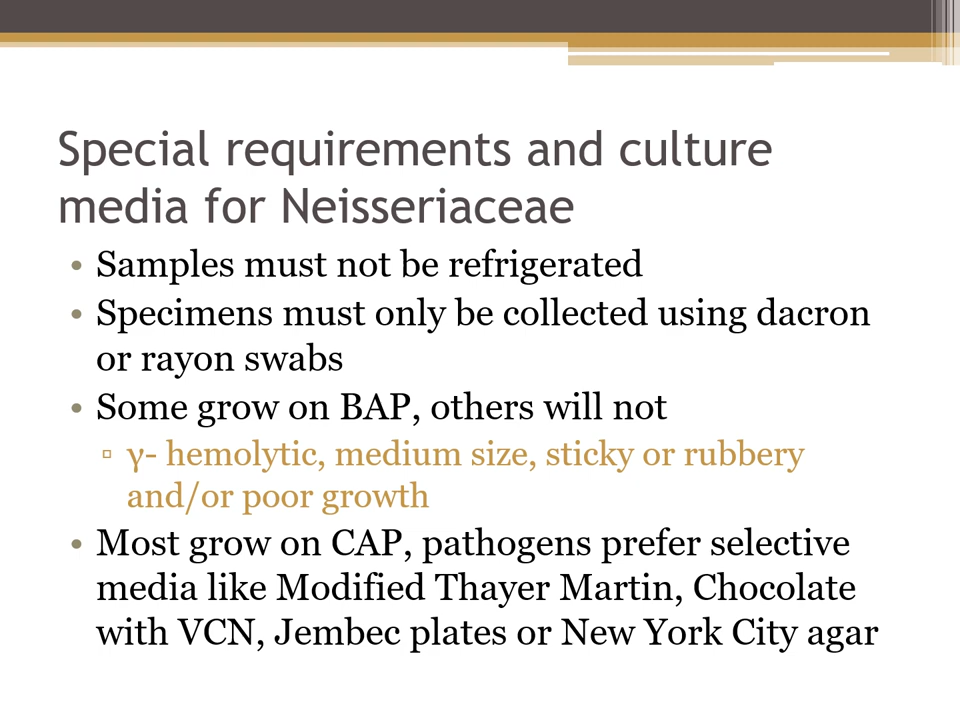 Special requirements and culture
media for Neisseriaceae
• Samples must not be refrigerated
• Specimens must only be collected using dacron
or rayon swabs
• Some grow on BAP, others will not
▫ γ- hemolytic, medium size, sticky or rubbery
and/or poor growth
• Most grow on CAP, pathogens prefer selective
media like Modified Thayer Martin, Chocolate
with VCN, Jembec plates or New York City agar